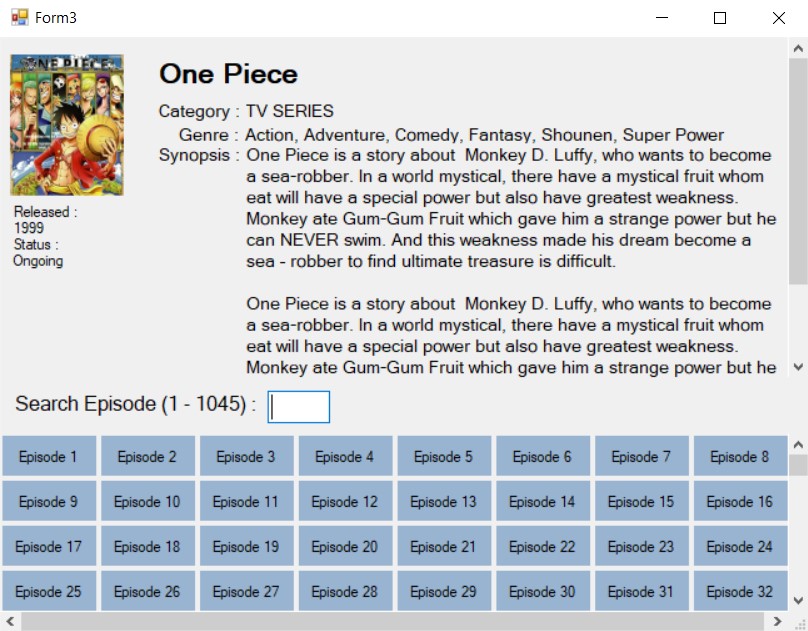 Form3
ONE PIECE
One Piece
Category : TV SERIES
Genre : Action, Adventure, Comedy, Fantasy, Shounen, Super Power
Synopsis : One Piece is a story about  Monkey D. Luffy, who wants to become
a sea-robber. In a world mystical, there have a mystical fruit whom
eat will have a special power but also have greatest weakness.
Monkey ate Gum-Gum Fruit which gave him a strange power but he
can NEVER swim. And this weakness made his dream become a
sea - robber to find ultimate treasure is difficult.
One Piece is a story about  Monkey D. Luffy, who wants to become
a sea-robber. In a world mystical, there have a mystical fruit whom
eat will have a special power but also have greatest weakness.
Monkey ate Gum-Gum Fruit which gave him a strange power but he
Released :
1999
Status :
Ongoing
Search Episode (1 - 1045) :
Episode 1 Episode 2 Episode 3 Episode 4 Episode 5 Episode 6 Episode 7 Episode 8
Episode 9 Episode 10 Episode 11 Episode 12 Episode 13 Episode 14 Episode 15 Episode 16
Episode 17 Episode 18 Episode 19 Episode 20 Episode 21 Episode 22 Episode 23 Episode 24
Episode 25 Episode 26 Episode 27 Episode 28 Episode 29 Episode 30 Episode 31 Episode 32